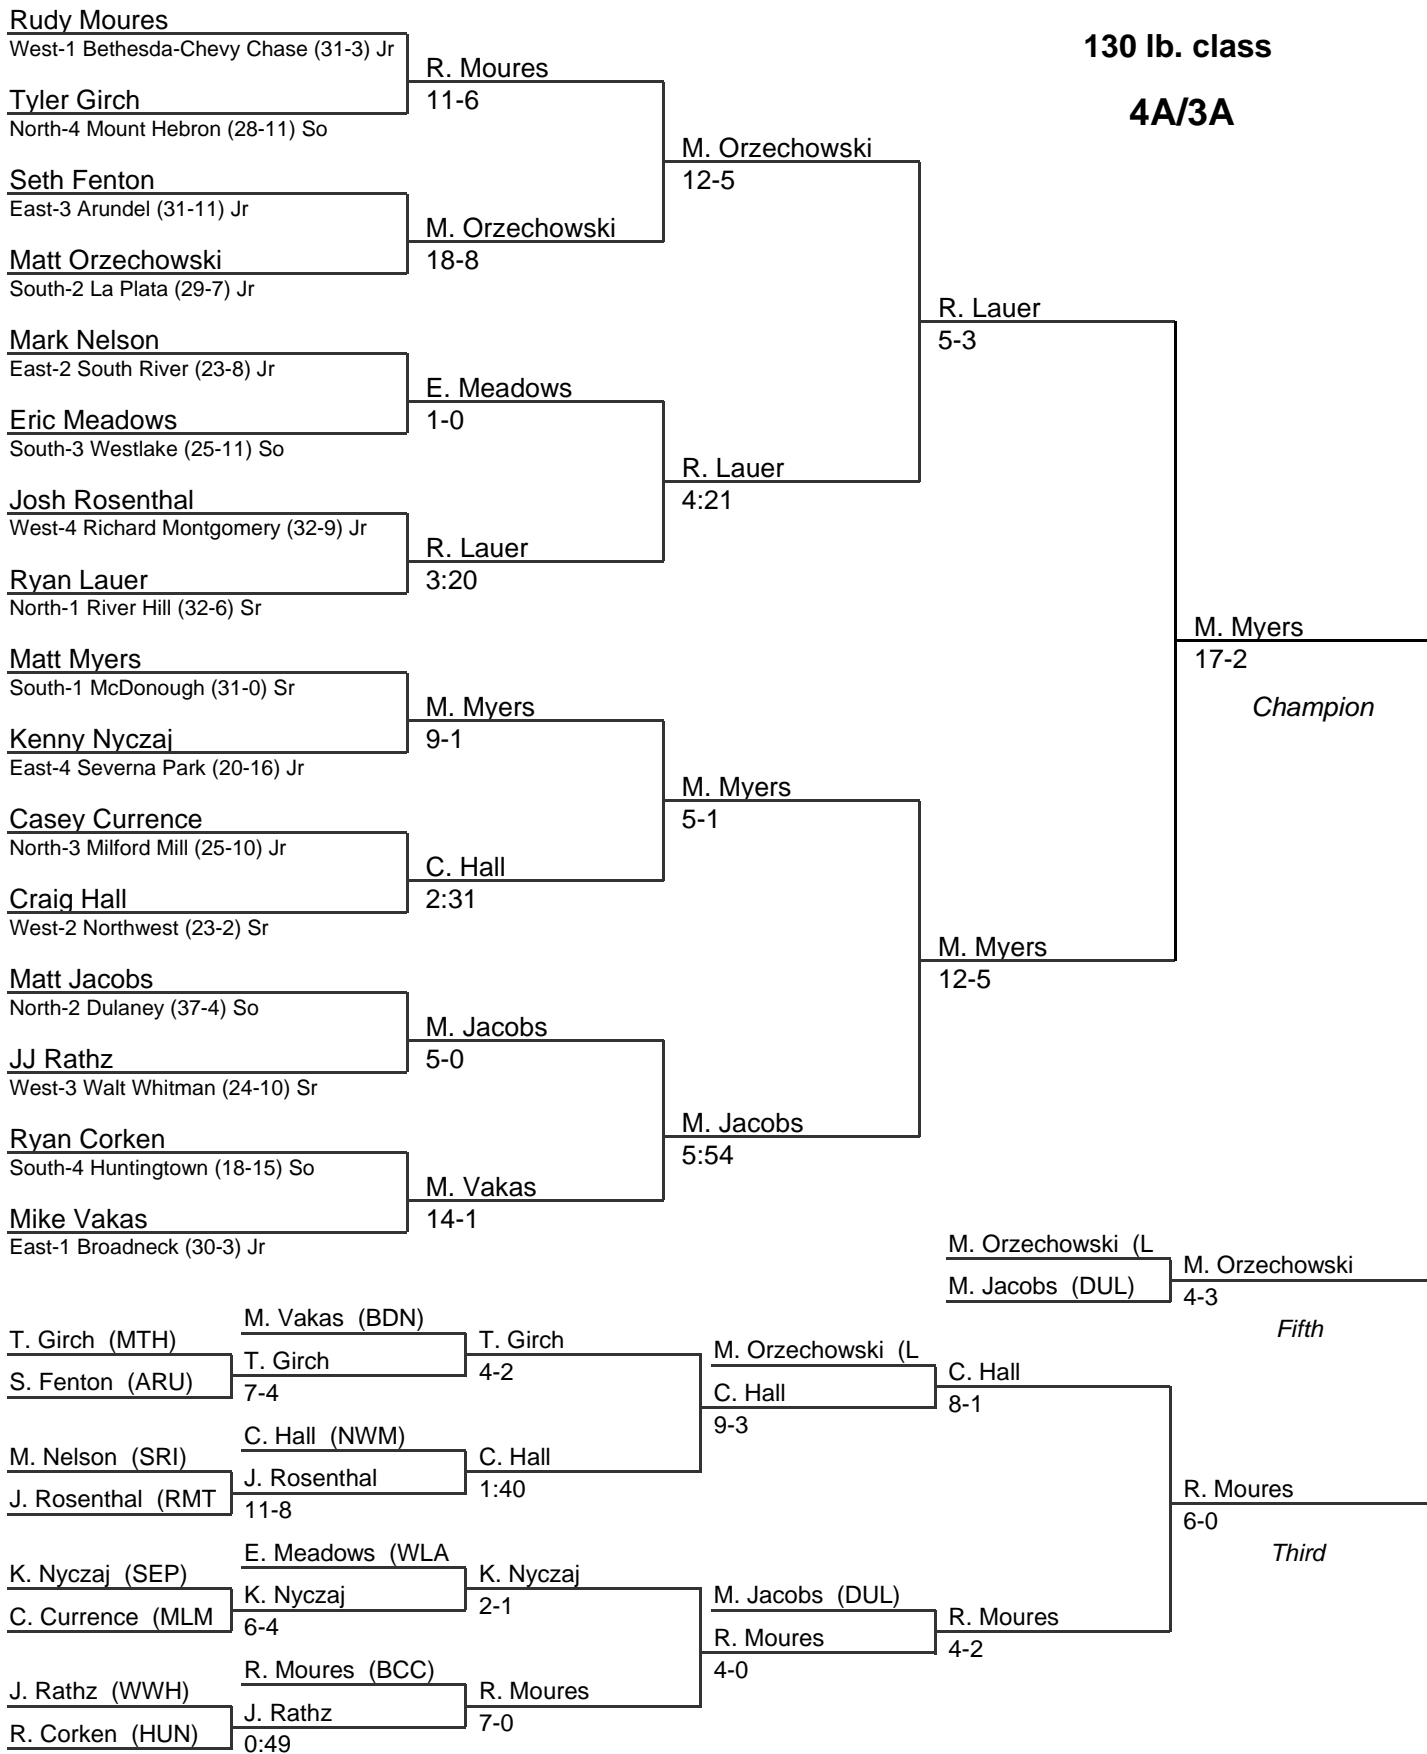 Rudy Moures
West-1 Bethesda-Chevy Chase (31-3) Jr
130 lb. class
R. Moures
11-6
Tyler Girch
North-4 Mount Hebron (28-11) So
4A/3A
M. Orzechowski
12-5
Seth Fenton
East-3 Arundel (31-11) Jr
M. Orzechowski
18-8
Matt Orzechowski
South-2 La Plata (29-7) Jr
R. Lauer
5-3
Mark Nelson
East-2 South River (23-8) Jr
E. Meadows
1-0
Eric Meadows
South-3 Westlake (25-11) So
R. Lauer
4:21
Josh Rosenthal
West-4 Richard Montgomery (32-9) Jr
R. Lauer
3:20
Ryan Lauer
North-1 River Hill (32-6) Sr
M. Myers
17-2
Champion
Matt Myers
South-1 McDonough (31-0) Sr
M. Myers
9-1
Kenny Nyczaj
East-4 Severna Park (20-16) Jr
M. Myers
5-1
Casey Currence
North-3 Milford Mill (25-10) Jr
C. Hall
2:31
Craig Hall
West-2 Northwest (23-2) Sr
M. Myers
12-5
Matt Jacobs
North-2 Dulaney (37-4) So
M. Jacobs
5-0
JJ Rathz
West-3 Walt Whitman (24-10) Sr
M. Jacobs
5:54
Ryan Corken
South-4 Huntingtown (18-15) So
M. Vakas
14-1
Mike Vakas
East-1 Broadneck (30-3) Jr
M. Orzechowski (L
M. Jacobs (DUL)
M. Orzechowski
4-3
Fifth
T. Girch (MTH)
S. Fenton (ARU)
M. Vakas (BDN)
T. Girch
7-4
T. Girch
4-2
M. Orzechowski (L
C. Hall
9-3
C. Hall
8-1
M. Nelson (SRI)
J. Rosenthal (RMT
C. Hall (NWM)
J. Rosenthal
11-8
C. Hall
1:40
R. Moures
6-0
Third
K. Nyczaj (SEP)
C. Currence (MLM
E. Meadows (WLA
K. Nyczaj
6-4
K. Nyczaj
2-1
M. Jacobs (DUL)
R. Moures
4-0
R. Moures
4-2
J. Rathz (WWH)
R. Corken (HUN)
R. Moures (BCC)
J. Rathz
0:49
R. Moures
7-0